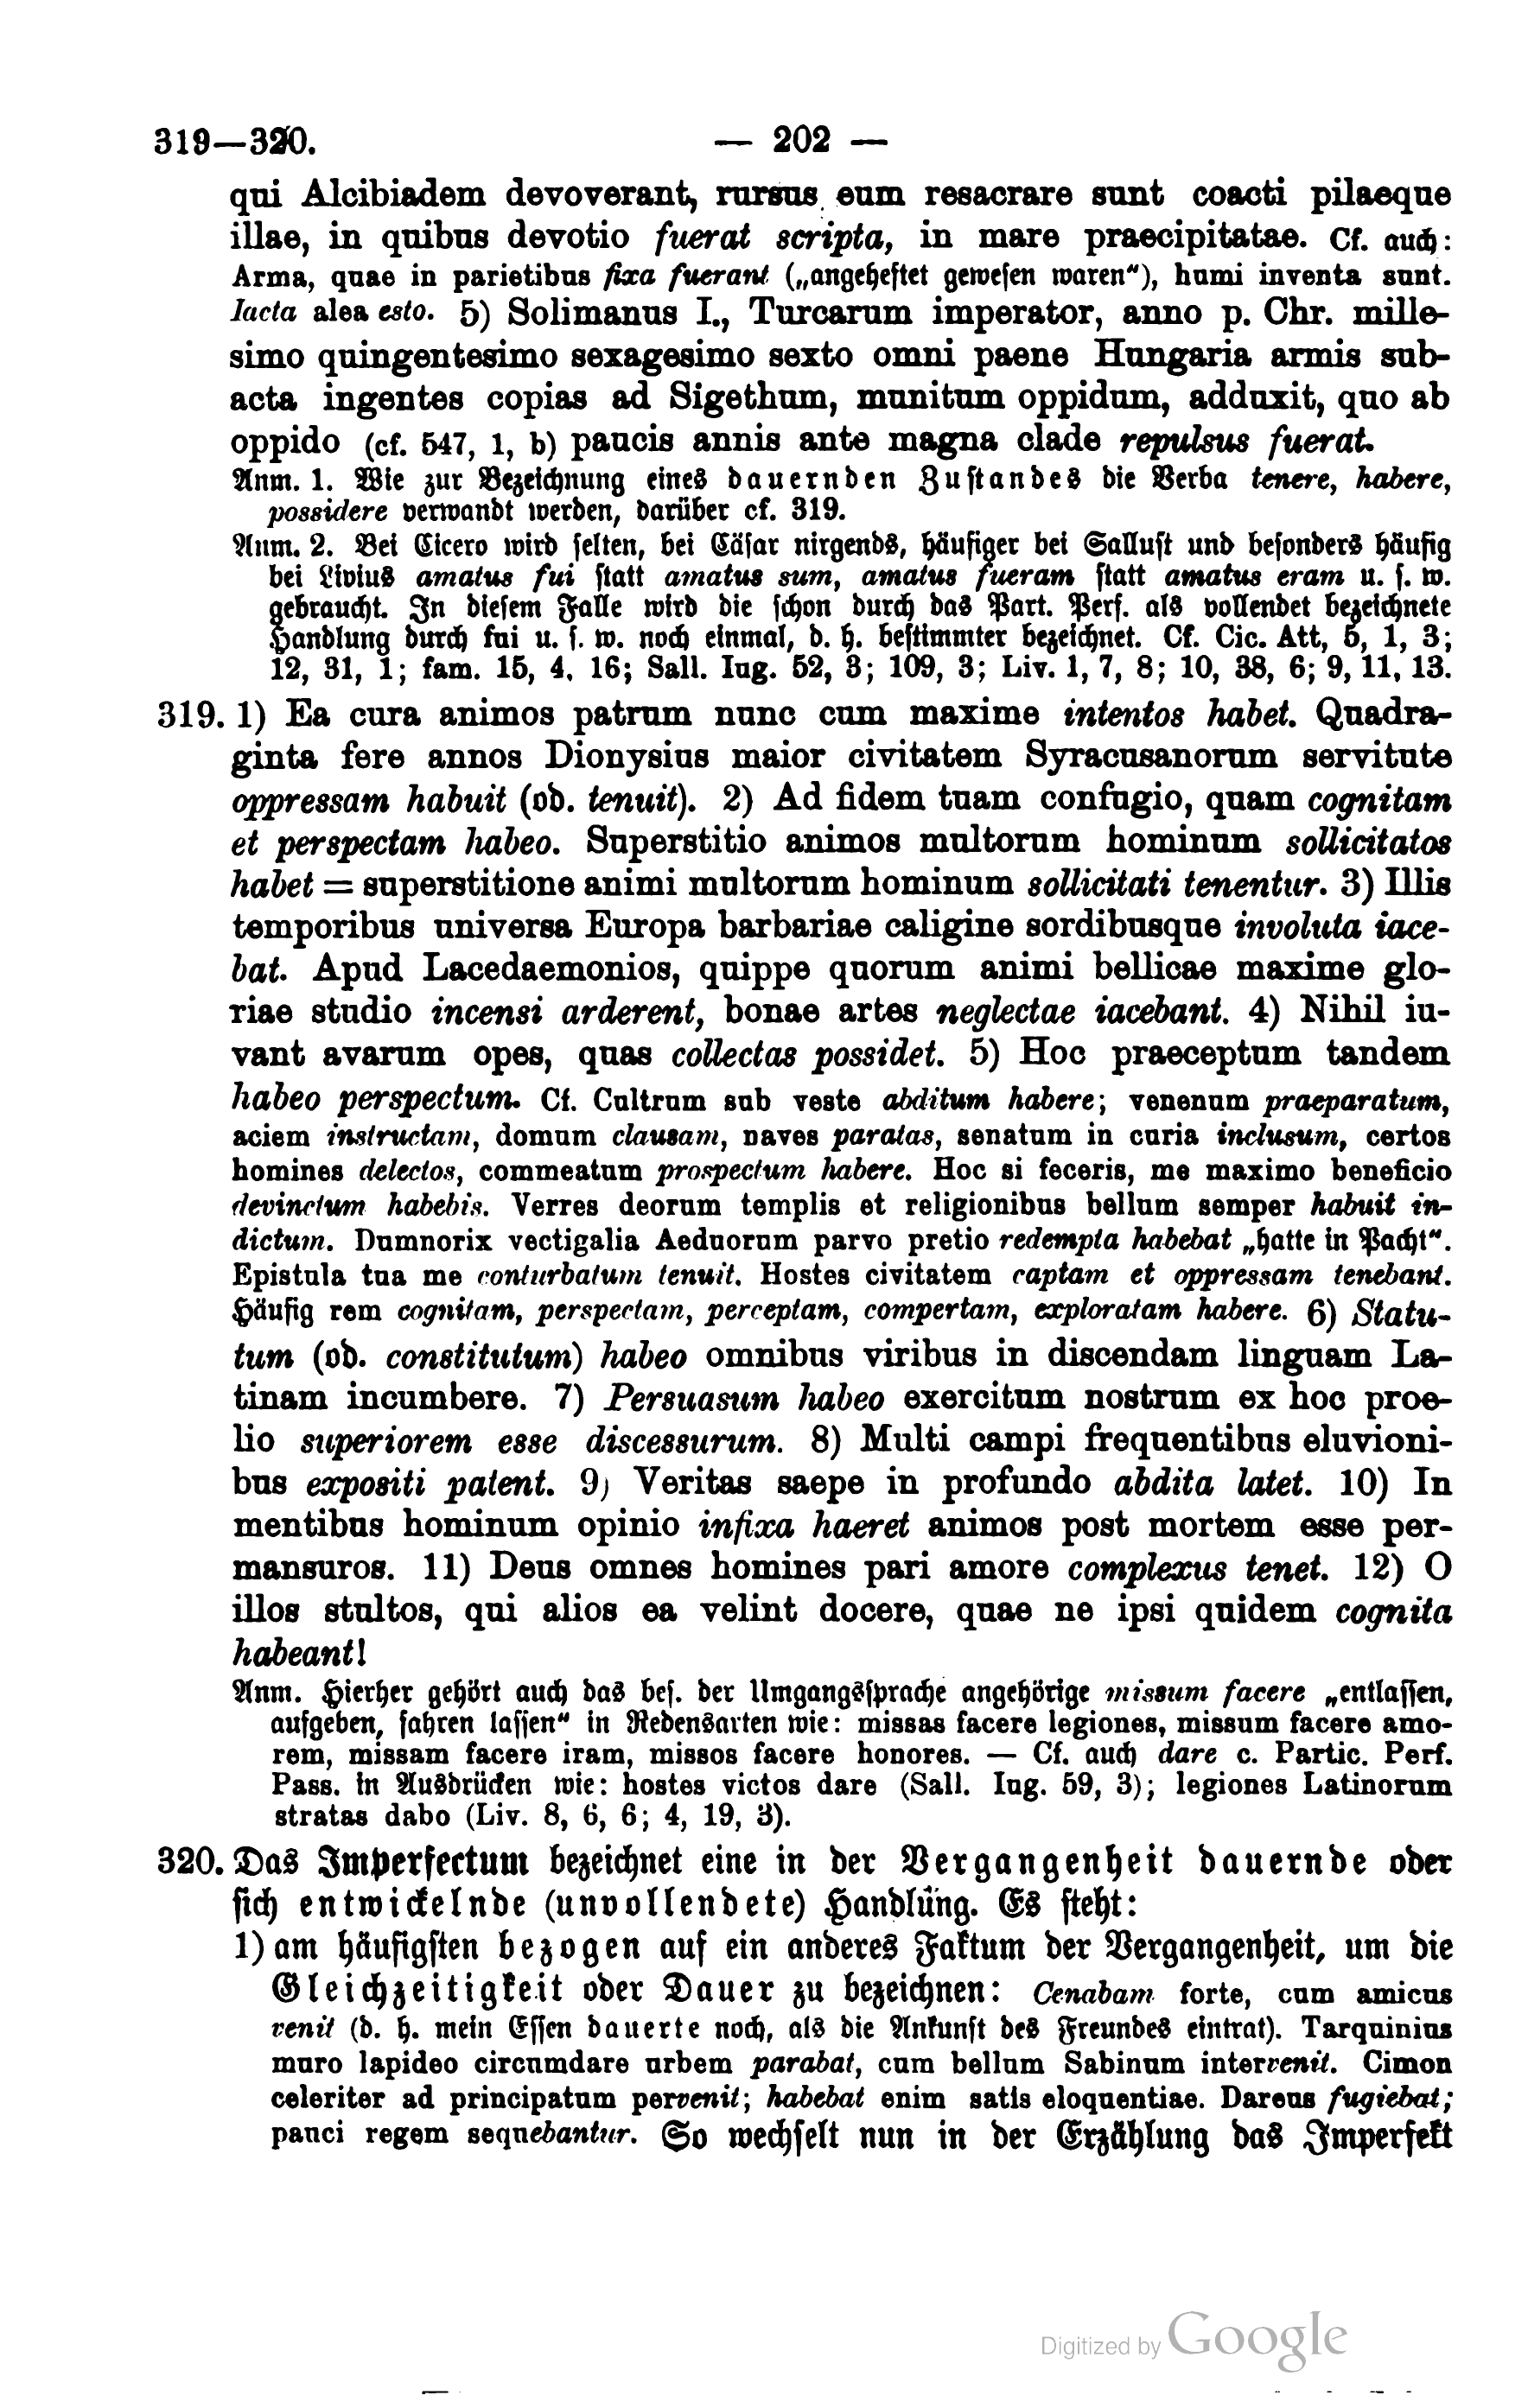 319—320. — 202 —
qui Alcibiadem devoverant, rursus eum resacrare sunt coacti pilaeque
illae, in quibus devotio fuerat scripta, in mare praecipitatae. Cf. auch:
Arma, quae in parietibus fixa fuerant („angeheftet gewesen waren“), humi inventa sunt.
Iacta alea esto. 5) Solimanus I., Turcarum imperator, anno p. Chr. mille-
simo quingentesimo sexagesimo sexto omni paene Hungaria armis sub-
acta ingentes copias ad Sigethum, munitum oppidum, adduxit, quo ab
oppido (cf. 547, 1, b) paucis annis ante magna clade repulsus fuerat.
Anm. 1. Wie zur Bezeichnung eines dauernden Zustandes die Verba tenere, habere,
possidere verwandt werden, darüber cf. 319.
Anm. 2. Bei Cicero wird selten, bei Cäsar nirgends, häufiger bei Sallust und besonders häufig
bei Livius amatus fui statt amatus sum, amatus fueram statt amatus eram u. s. w.
gebraucht. In diesem Falle wird die schon durch das Part. Perf. als vollendet bezeichnete
Handlung durch fui u. s. w. noch einmal, d. h. bestimmter bezeichnet. Cf. Cic. Att, 5, 1, 3;
12, 31, 1; fam. 15, 4, 16; Sall. Iug. 52, 3; 109, 3; Liv. 1, 7, 8; 10, 38, 6; 9, 11, 13.
319. 1) Ea cura animos patrum nunc cum maxime intentos habet. Quadra-
ginta fere annos Dionysius maior civitatem Syracusanorum servitute
oppressam habuit (od. tenuit). 2) Ad fidem tuam confugio, quam cognitam
et perspectam habeo. Superstitio animos multorum hominum sollicitatos
habet = superstitione animi multorum hominum sollicitati tenentur. 3) Illis
temporibus universa Europa barbariae caligine sordibusque involuta iace-
bat. Apud Lacedaemonios, quippe quorum animi bellicae maxime glo-
riae studio incensi arderent, bonae artes neglectae iacebant. 4) Nihil iu-
vant avarum opes, quas collectas possidet. 5) Hoc praeceptum tandem
habeo perspectum. Cf. Cultrum sub veste abditum habere; venenum praeparatum,
aciem instructam, domum clausam, naves paratas, senatum in curia inclusum, certos
homines delectos, commeatum prospectum habere. Hoc si feceris, me maximo beneficio
devinctum habebis. Verres deorum templis et religionibus bellum semper habuit in-
dictum. Dumnorix vectigalia Aeduorum parvo pretio redempta habebat „hatte in Pacht“.
Epistula tua me conturbatum tenuit. Hostes civitatem captam et oppressam tenebant.
Häufig rem cognitam, perspectam, perceptam, compertam, exploratam habere. 6) Statu-
tum (od. constitutum) habeo omnibus viribus in discendam linguam La-
tinam incumbere. 7) Persuasum habeo exercitum nostrum ex hoc proe-
lio superiorem esse discessurum. 8) Multi campi frequentibus eluvioni-
bus expositi patent. 9) Veritas saepe in profundo abdita latet. 10) In
mentibus hominum opinio infixa haeret animos post mortem esse per-
mansuros. 11) Deus omnes homines pari amore complexus tenet. 12) O
illos stultos, qui alios ea velint docere, quae ne ipsi quidem cognita
habeant!
Anm. Hierher gehört auch das bes. der Umgangssprache angehörige missum facere „entlassen,
aufgeben, fahren lassen“ in Redensarten wie: missas facere legiones, missum facere amo-
rem, missam facere iram, missos facere honores. — Cf. auch dare c. Partic. Perf.
Pass. in Ausdrücken wie: hostes victos dare (Sall. Iug. 59, 3); legiones Latinorum
stratas dabo (Liv. 8, 6, 6; 4, 19, 3).
320. Das Imperfectum bezeichnet eine in der Vergangenheit dauernde oder
sich entwickelnde (unvollendete) Handlung. Es steht:
1) am häufigsten bezogen auf ein anderes Faktum der Vergangenheit, um die
Gleichzeitigkeit oder Dauer zu bezeichnen: Cenabam forte, cum amicus
venit (d. h. mein Essen dauerte noch, als die Ankunft des Freundes eintrat). Tarquinius
muro lapideo circumdare urbem parabat, cum bellum Sabinum intervenit. Cimon
celeriter ad principatum pervenit; habebat enim satis eloquentiae. Dareus fugiebat;
pauci regem sequebantur. So wechselt nun in der Erzählung das Imperfekt
Digitized by Google